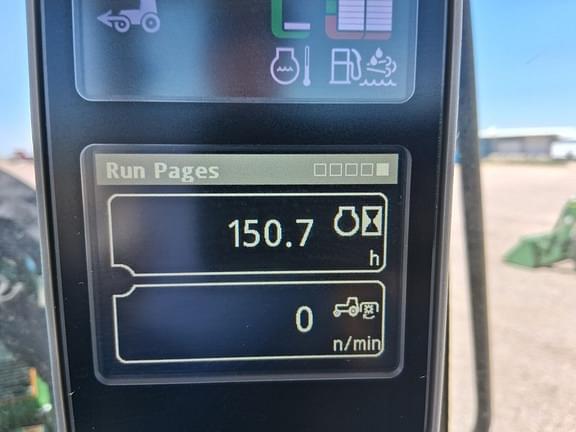 Run Pages
150.7
h
0
n/min